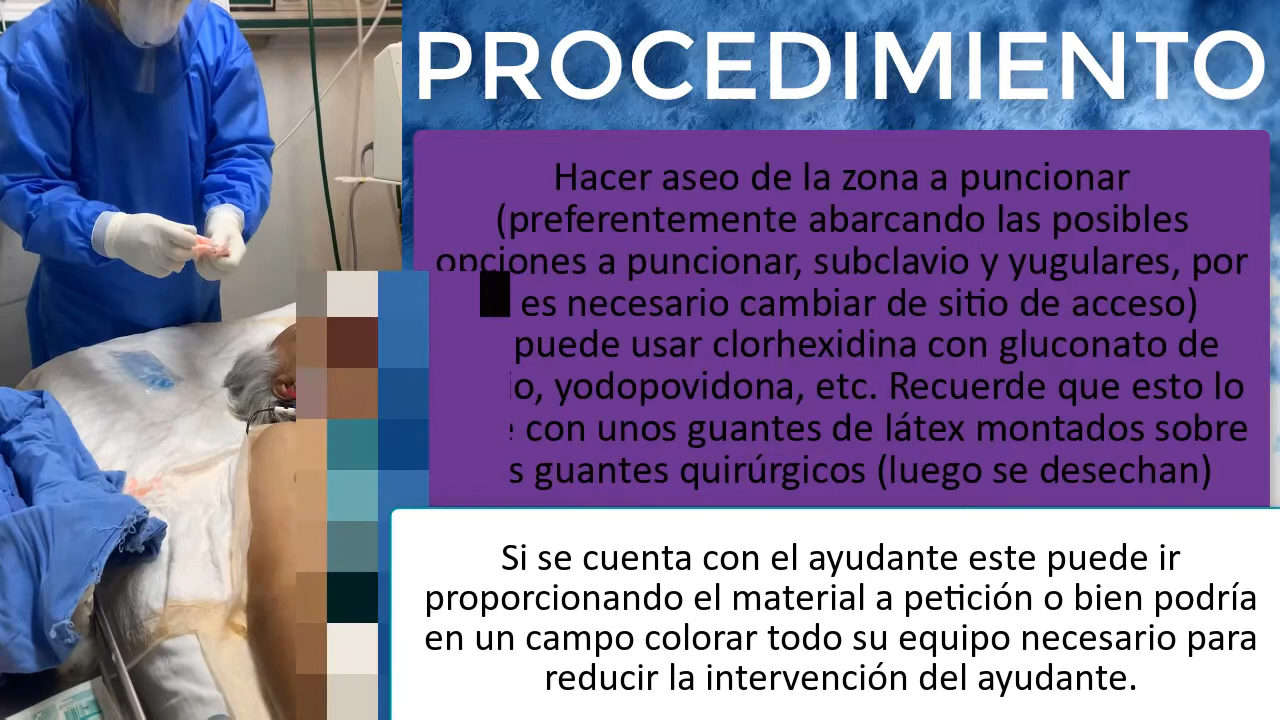 PROCEDIMIENTO
Hacer aseo de la zona a puncionar
(preferentemente abarcando las posibles
opciones a puncionar, subclavio y yugulares, por
es necesario cambiar de sitio de acceso)
puede usar clorhexidina con gluconato de
yodopovidona, etc. Recuerde que esto lo
con unos guantes de látex montados sobre
guantes quirúrgicos (luego se desechan)
Si se cuenta con el ayudante este puede ir
proporcionando el material a petición o bien podría
en un campo colorar todo su equipo necesario para
reducir la intervención del ayudante.